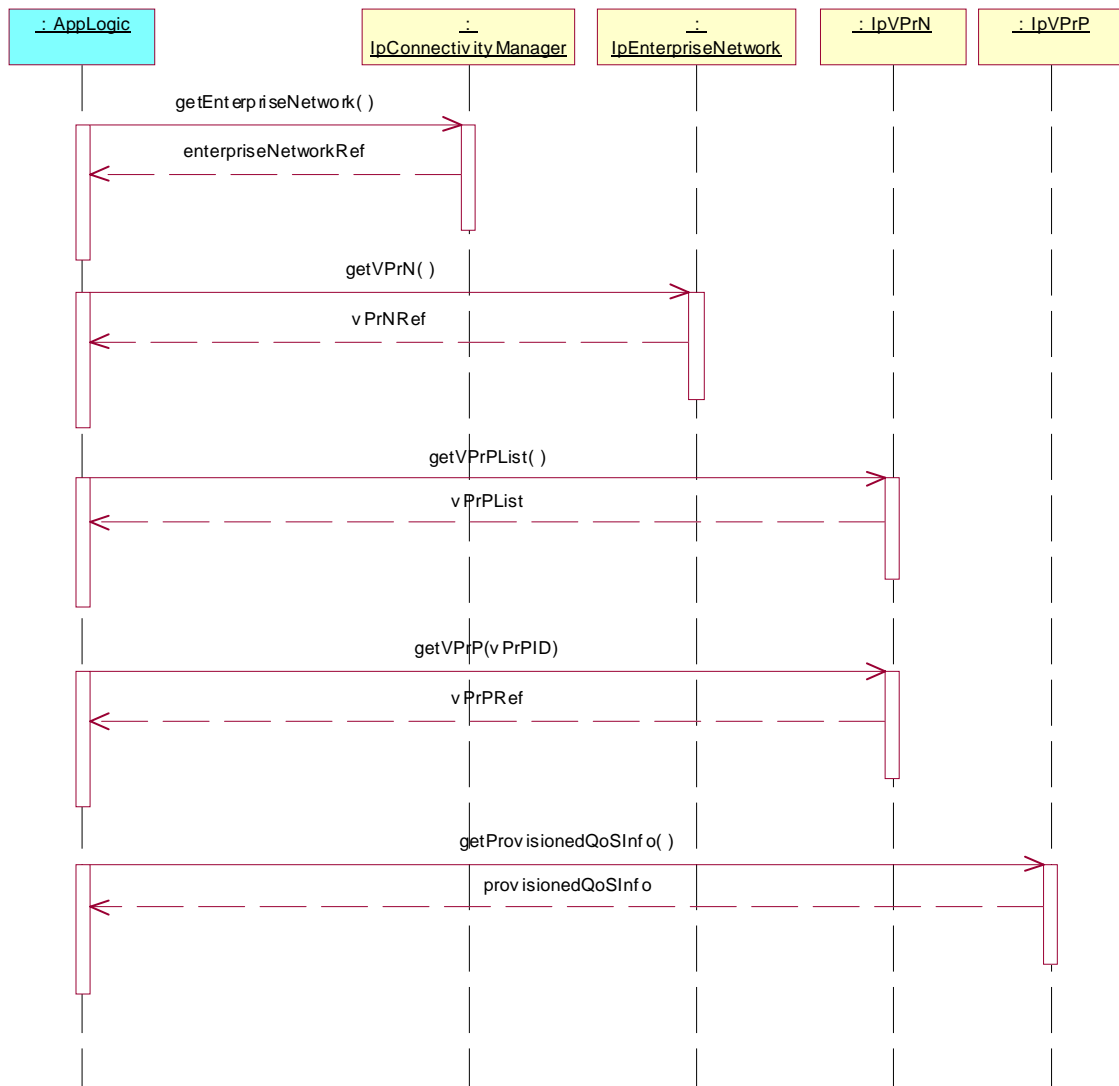 : AppLogic
:
IpConnectivityManager
:
IpEnterpriseNetwork
: IpVPrN
: IpVPrP
getEnterpriseNetwork( )
enterpriseNetworkRef
getVPrN( )
vPrNRef
getVPrPList( )
vPrPList
getVPrP(vPrPID)
vPrPRef
getProvisionedQoSInfo( )
provisionedQoSInfo